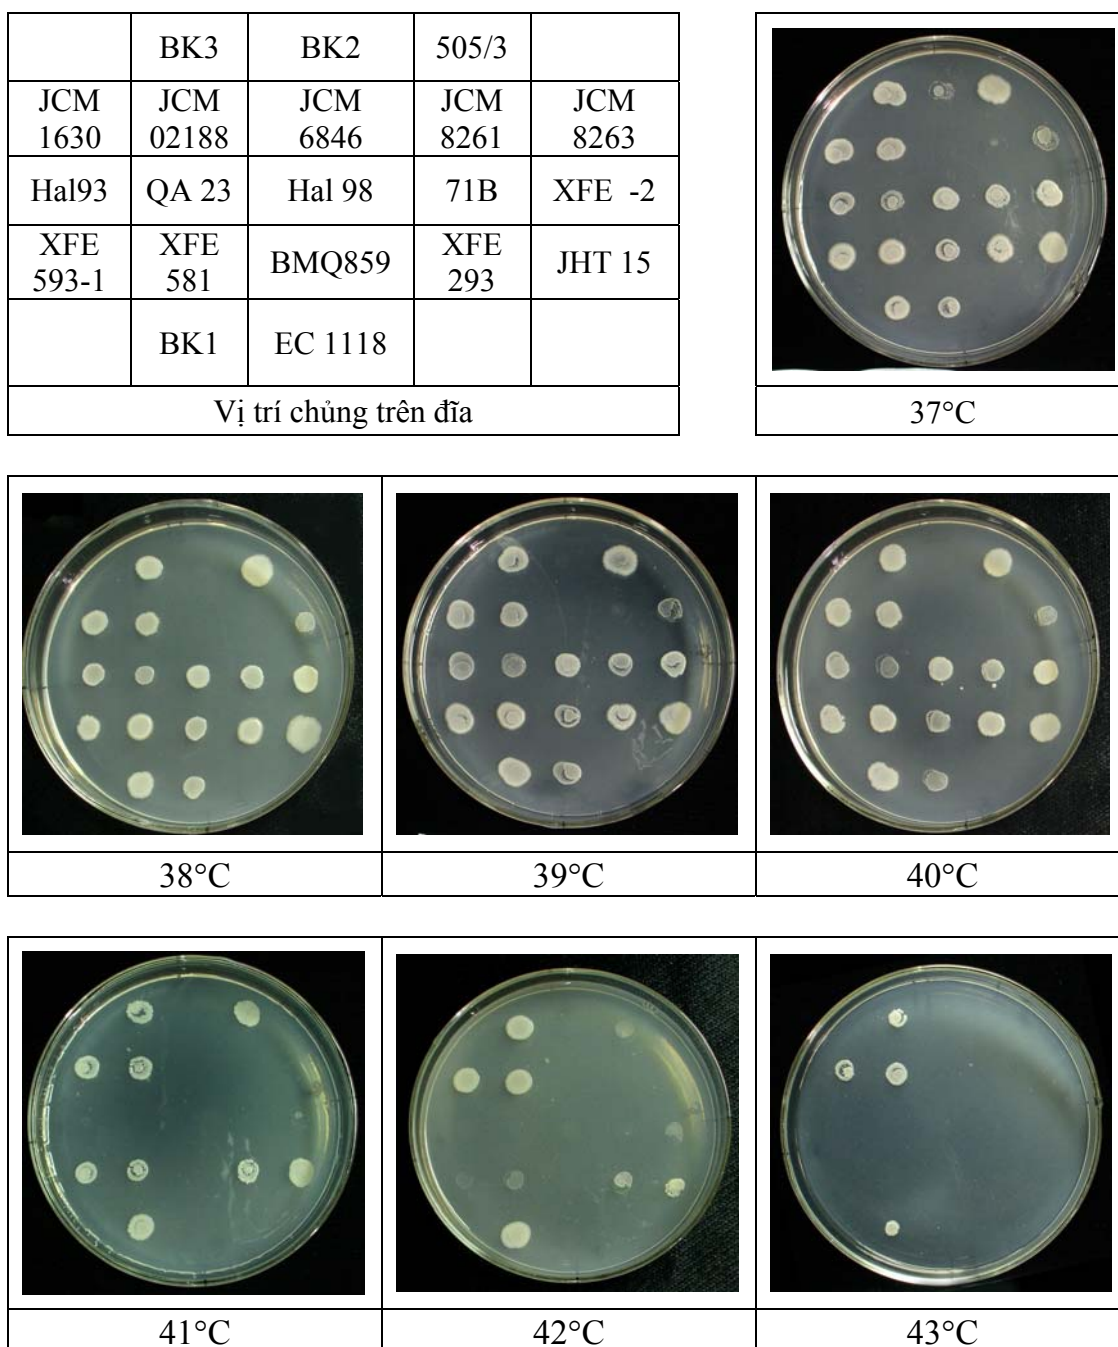 BK3 BK2 505/3
JCM 1630 JCM 02188 JCM 6846 JCM 8261 JCM 8263
Hal93 QA 23 Hal 98 71B XFE -2
XFE 593-1 XFE 581 BMQ859 XFE 293 JHT 15
BK1 EC 1118
Vị trí chủng trên đĩa
37°C
38°C 39°C 40°C
41°C 42°C 43°C